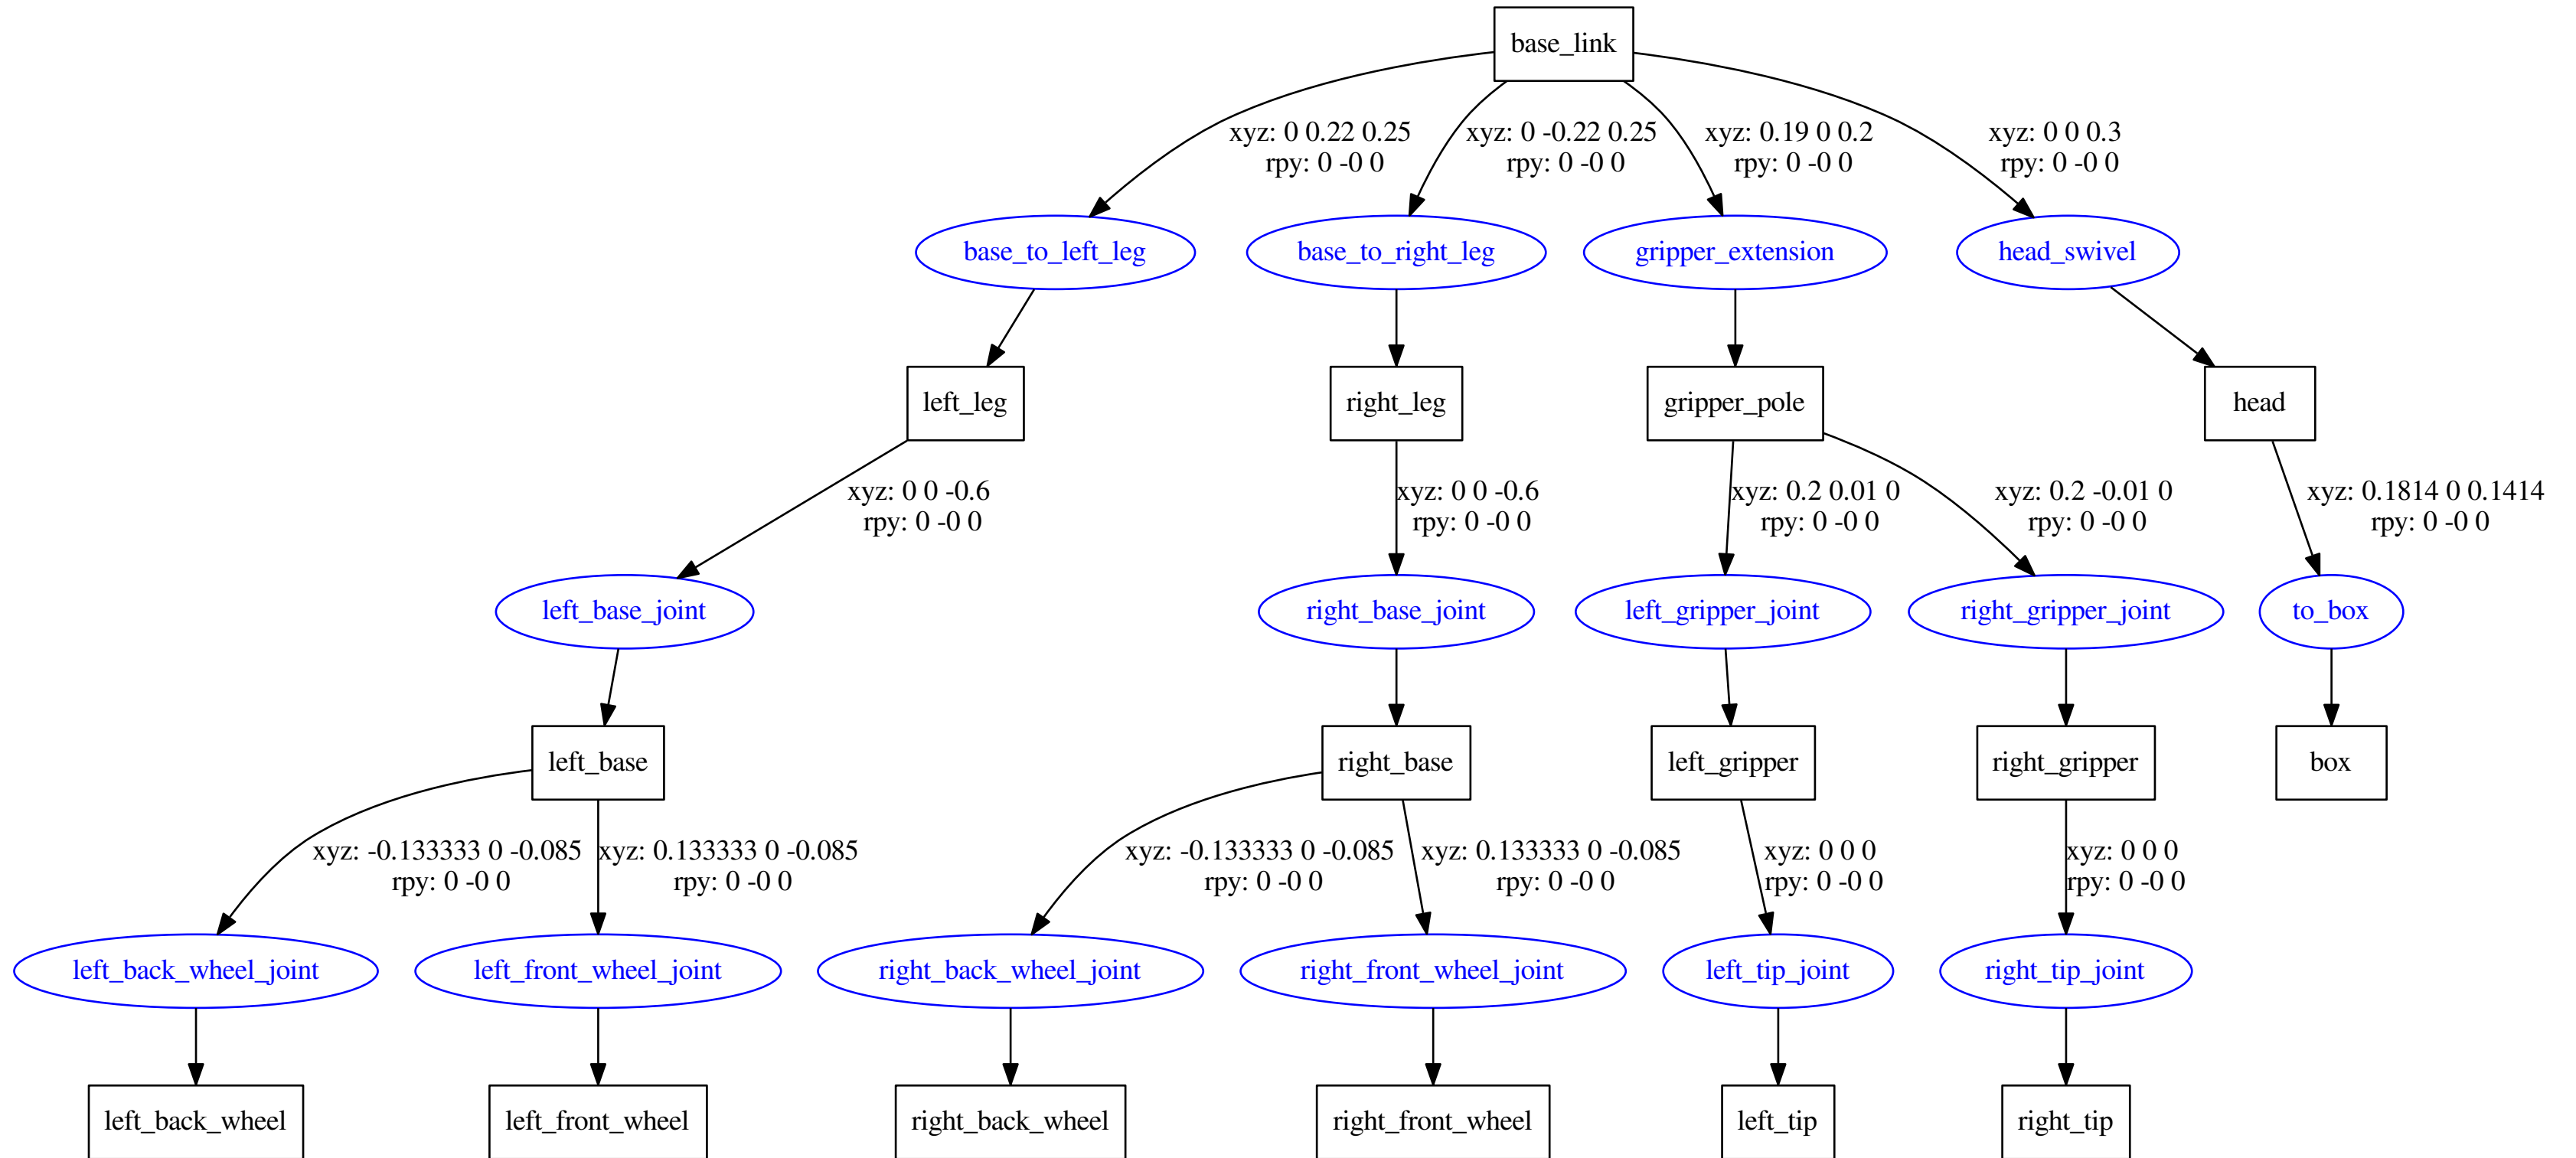 base_link
xyz: 0 0.22 0.25
rpy: 0 -0 0
xyz: 0 -0.22 0.25
rpy: 0 -0 0
xyz: 0.19 0 0.2
rpy: 0 -0 0
xyz: 0 0 0.3
rpy: 0 -0 0
base_to_left_leg
base_to_right_leg
gripper_extension
head_swivel
left_leg
right_leg
gripper_pole
head
xyz: 0 0 -0.6
rpy: 0 -0 0
xyz: 0 0 -0.6
rpy: 0 -0 0
xyz: 0.2 0.01 0
rpy: 0 -0 0
xyz: 0.2 -0.01 0
rpy: 0 -0 0
xyz: 0.1814 0 0.1414
rpy: 0 -0 0
left_base_joint
right_base_joint
left_gripper_joint
right_gripper_joint
to_box
left_base
right_base
left_gripper
right_gripper
box
xyz: -0.133333 0 -0.085
rpy: 0 -0 0
xyz: 0.133333 0 -0.085
rpy: 0 -0 0
xyz: -0.133333 0 -0.085
rpy: 0 -0 0
xyz: 0.133333 0 -0.085
rpy: 0 -0 0
xyz: 0 0 0
rpy: 0 -0 0
xyz: 0 0 0
rpy: 0 -0 0
left_back_wheel_joint
left_front_wheel_joint
right_back_wheel_joint
right_front_wheel_joint
left_tip_joint
right_tip_joint
left_back_wheel
left_front_wheel
right_back_wheel
right_front_wheel
left_tip
right_tip